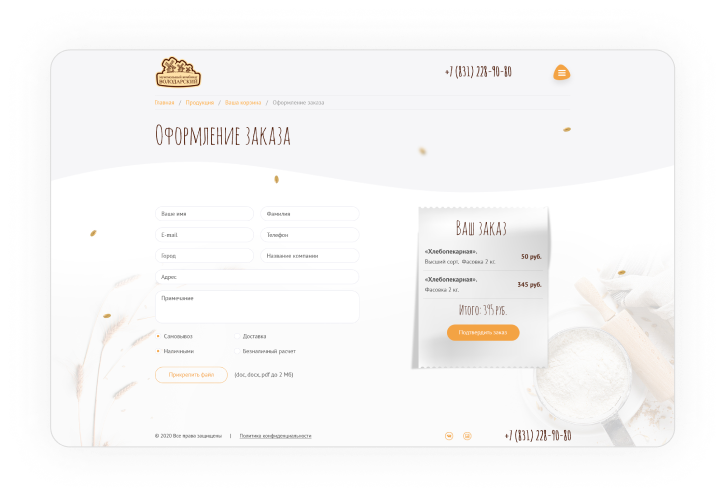 ВОЛОДАРСКИЙ
+7 (831) 228-90-80
Главная / Продукция / Ваша корзина / Оформление заказа
Оформление заказа
Ваше имя
Фамилия
E-mail
Телефон
Город
Название компании
Адрес
Примечание
Самовывоз
Доставка
Наличными
Безналичный расчет
Прикрепить файл
(doc, docx, pdf до 2 Мб)
Ваш заказ
«Хлебопекарная».
Высший сорт. Фасовка 2 кг.
50 руб.
«Хлебопекарная».
Фасовка 2 кг.
345 руб.
Итого: 395 руб.
Подтвердить заказ
© 2020 Все права защищены | Политика конфиденциальности
+7 (831) 228-90-80